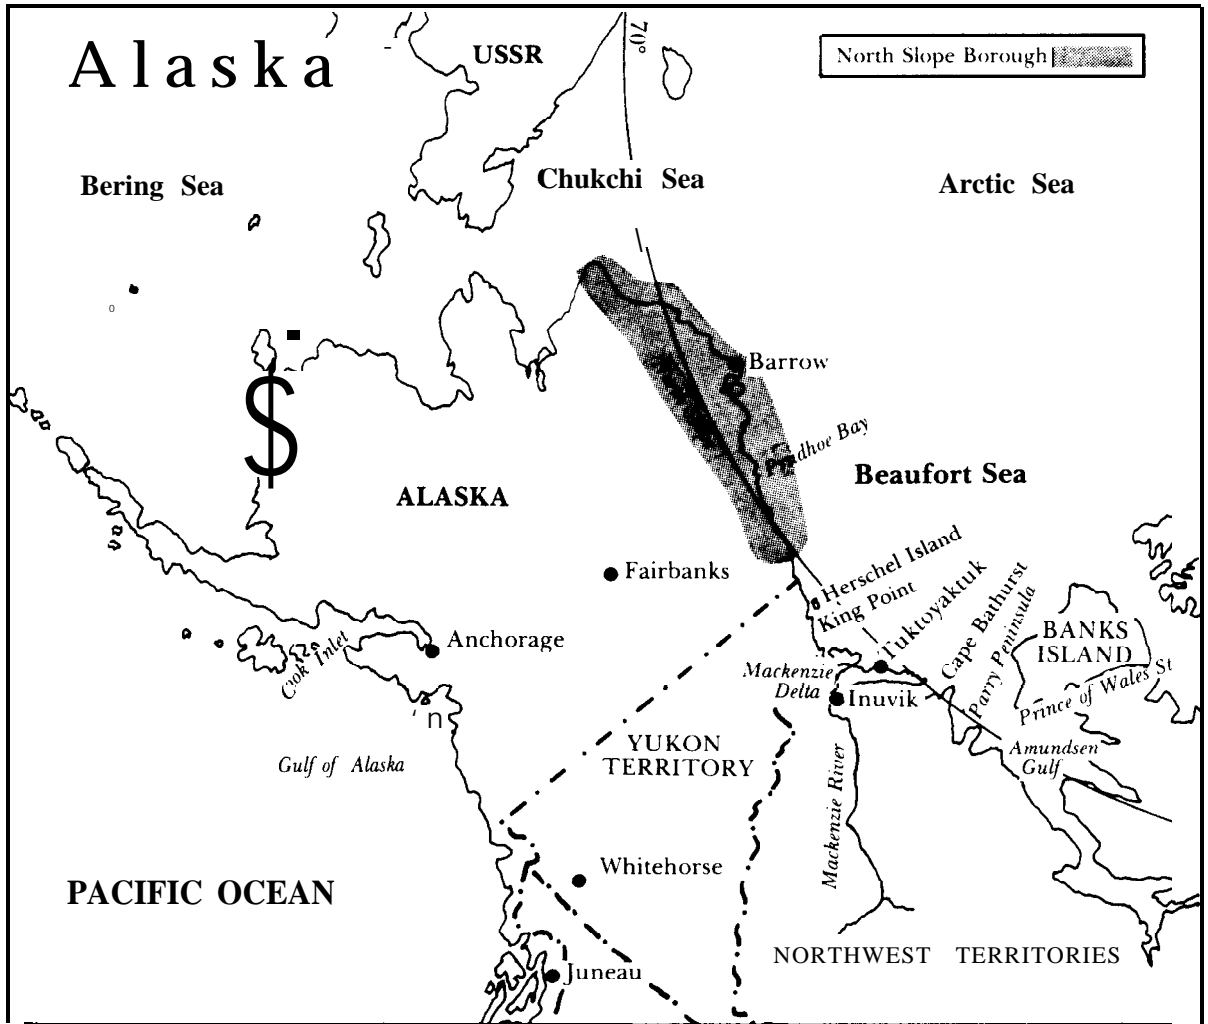 Alaska
USSR
70°
North Slope Borough
Bering Sea
Chukchi Sea
Arctic Sea
Barrow
$
dhoe Bay
Beaufort Sea
ALASKA
Fairbanks
Herschel Island
King Point
Tuktoyaktuk
Cape Bathurst
Parry Peninsula
BANKS
ISLAND
Prince of Wales St
Anchorage
Inlet
Mackenzie
Delta
Inuvik
n
Gulf of Alaska
YUKON
TERRITORY
Amundsen
Gulf
Mackenzie River
Whitehorse
PACIFIC OCEAN
NORTHWEST TERRITORIES
Juneau